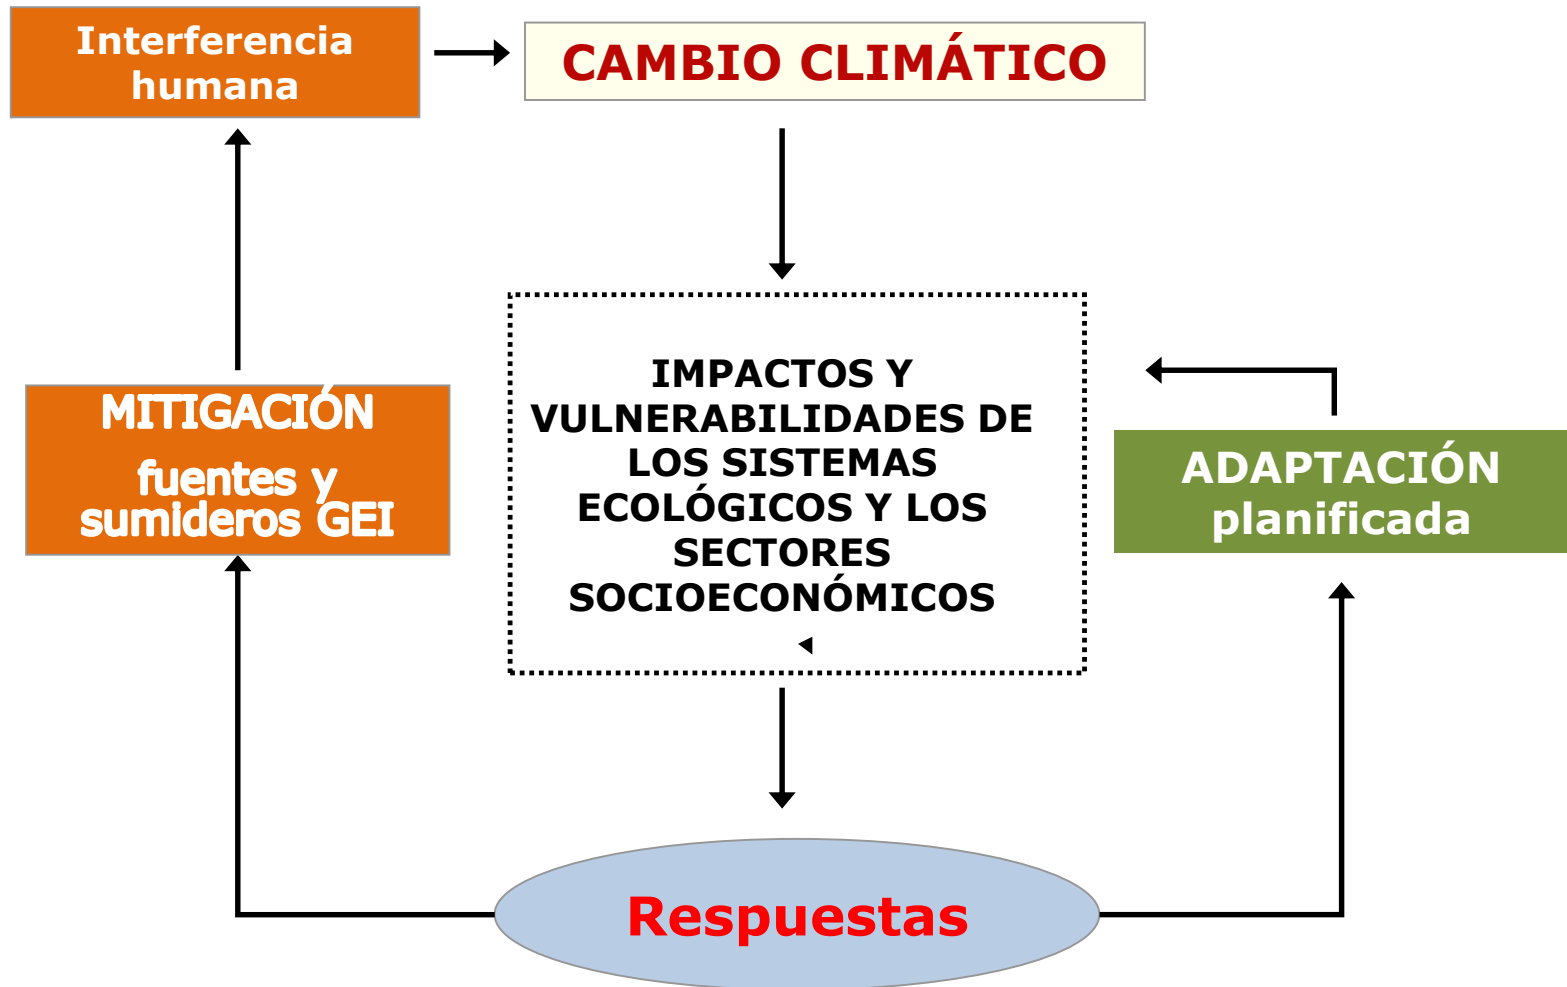 Interferencia
humana
CAMBIO CLIMÁTICO
IMPACTOS Y
VULNERABILIDADES DE
LOS SISTEMAS
ECOLÓGICOS Y LOS
SECTORES
SOCIOECONÓMICOS
MITIGACIÓN
fuentes y
sumideros GEI
ADAPTACIÓN
planificada
Respuestas